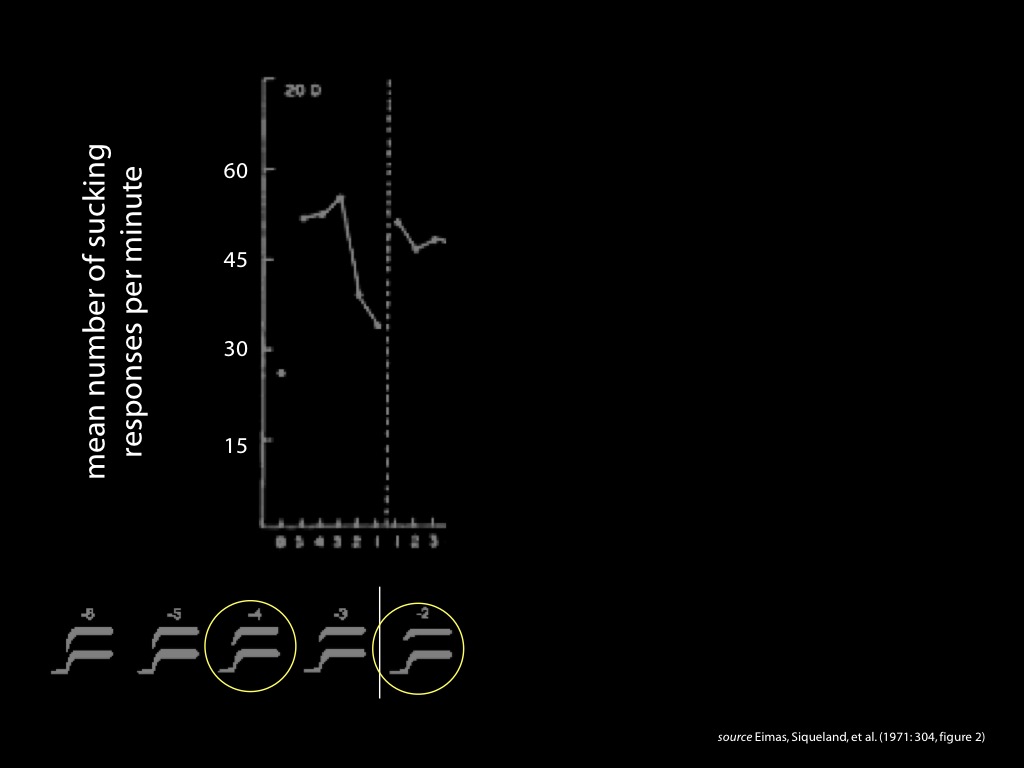 20 D
mean number of sucking
responses per minute
60
45
30
15
B 5 4 3 2 1 1 2 3
-6 -5 -4 -3 -2
source Eimas, Siqueland, et al. (1971: 304, figure 2)